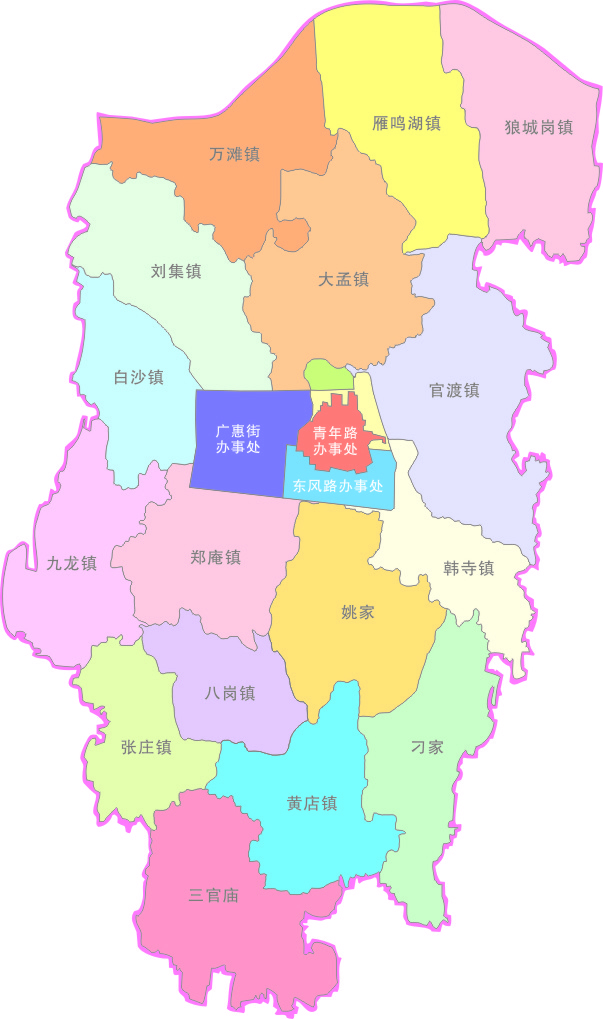 雁鸣湖镇
狼城岗镇
万滩镇
刘集镇
大孟镇
白沙镇
官渡镇
广惠街
办事处
青年路
办事处
东风路办事处
九龙镇
郑庵镇
韩寺镇
姚家
八岗镇
张庄镇
刁家
黄店镇
三官庙